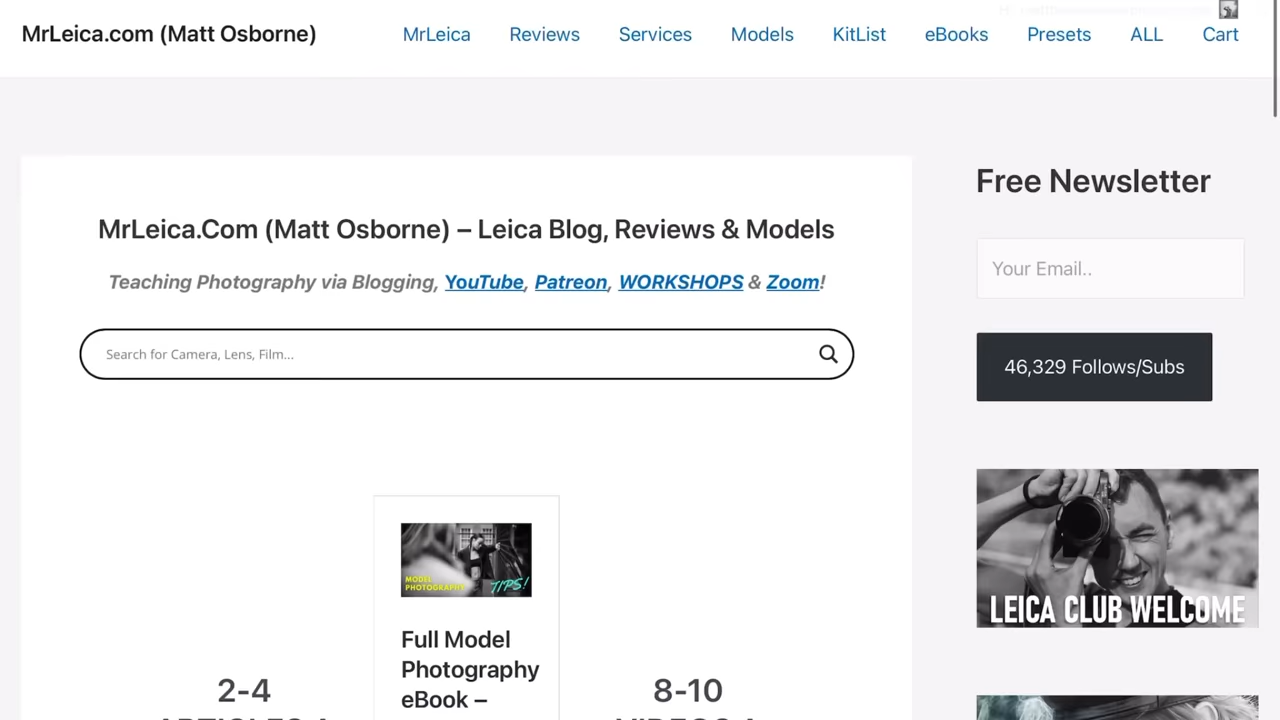 MrLeica.com (Matt Osborne)
MrLeica Reviews Services Models KitList eBooks Presets ALL Cart
MrLeica.Com (Matt Osborne) – Leica Blog, Reviews & Models
Teaching Photography via Blogging, YouTube, Patreon, WORKSHOPS & Zoom!
Search for Camera, Lens, Film...
MODEL
PHOTOGRAPHY
TIPS!
Full Model
Photography
eBook –
2-4
8-10
Free Newsletter
Your Email..
46,329 Follows/Subs
LEICA CLUB WELCOME